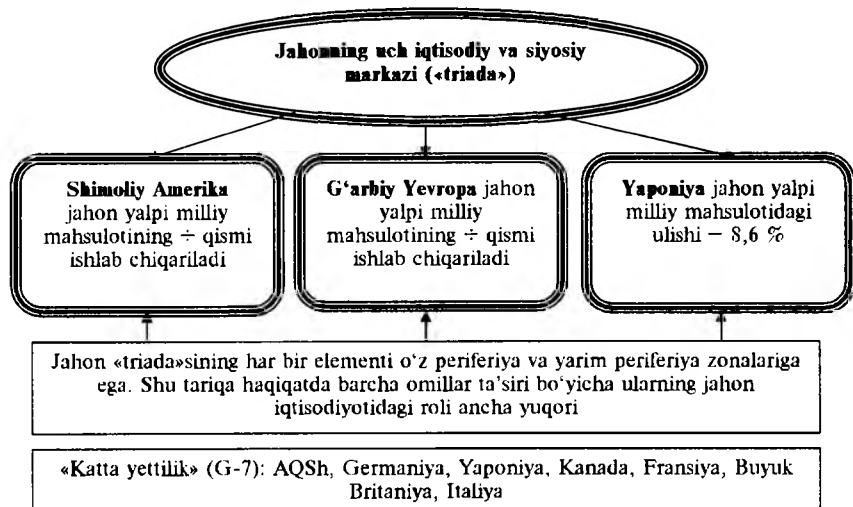 Jahonning uch iqtisodiy va siyosiy
markazi («triada»)
Shimoliy Amerika
jahon yalpi milliy
mahsulotining ÷ qismi
ishlab chiqariladi
G‘arbiy Yevropa jahon
yalpi milliy
mahsulotining ÷ qismi
ishlab chiqariladi
Yaponiya jahon yalpi
milliy mahsulotidagi
ulishi – 8,6 %
Jahon «triada»sining har bir elementi o‘z periferiya va yarim periferiya zonalariga
ega. Shu tariqa haqiqatda barcha omillar ta’siri bo‘yicha ularning jahon
iqtisodiyotidagi roli ancha yuqori
«Katta yettilik» (G-7): AQSh, Germaniya, Yaponiya, Kanada, Fransiya, Buyuk
Britaniya, Italiya